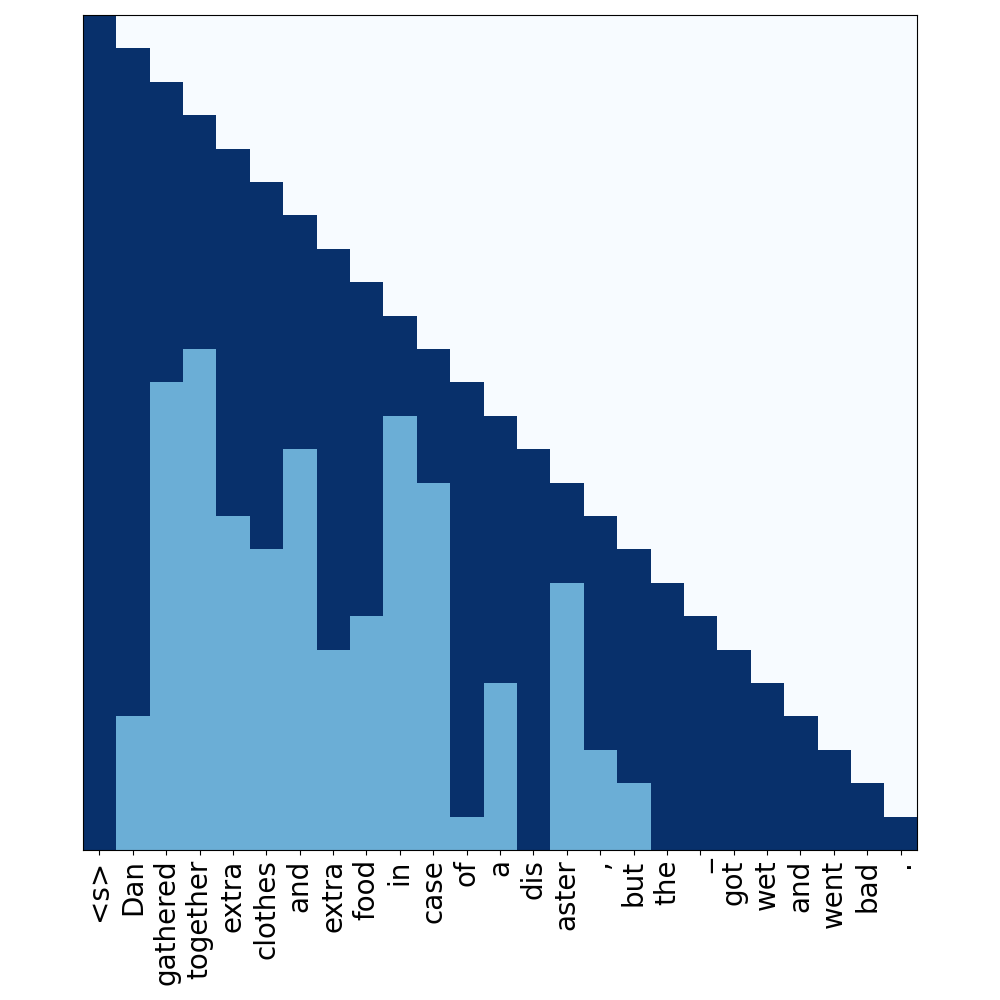 <s>
Dan
gathered
together
extra
clothes
and
extra
food
in
case
of
a
dis
aster
,
but
the
_
got
wet
and
went
bad
.